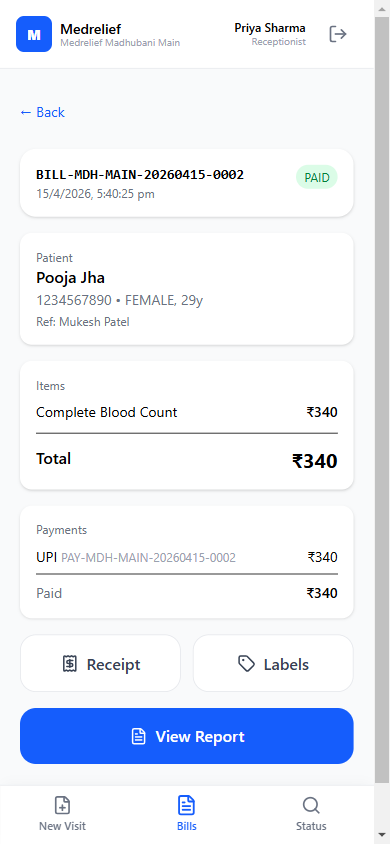 M
Medrelief
Medrelief Madhubani Main
Priya Sharma
Receptionist
← Back
BILL-MDH-MAIN-20260415-0002
PAID
15/4/2026, 5:40:25 pm
Patient
Pooja Jha
1234567890 • FEMALE, 29y
Ref: Mukesh Patel
Items
Complete Blood Count ₹340
Total ₹340
Payments
UPI PAY-MDH-MAIN-20260415-0002 ₹340
Paid ₹340
Receipt
Labels
View Report
New Visit
Bills
Status